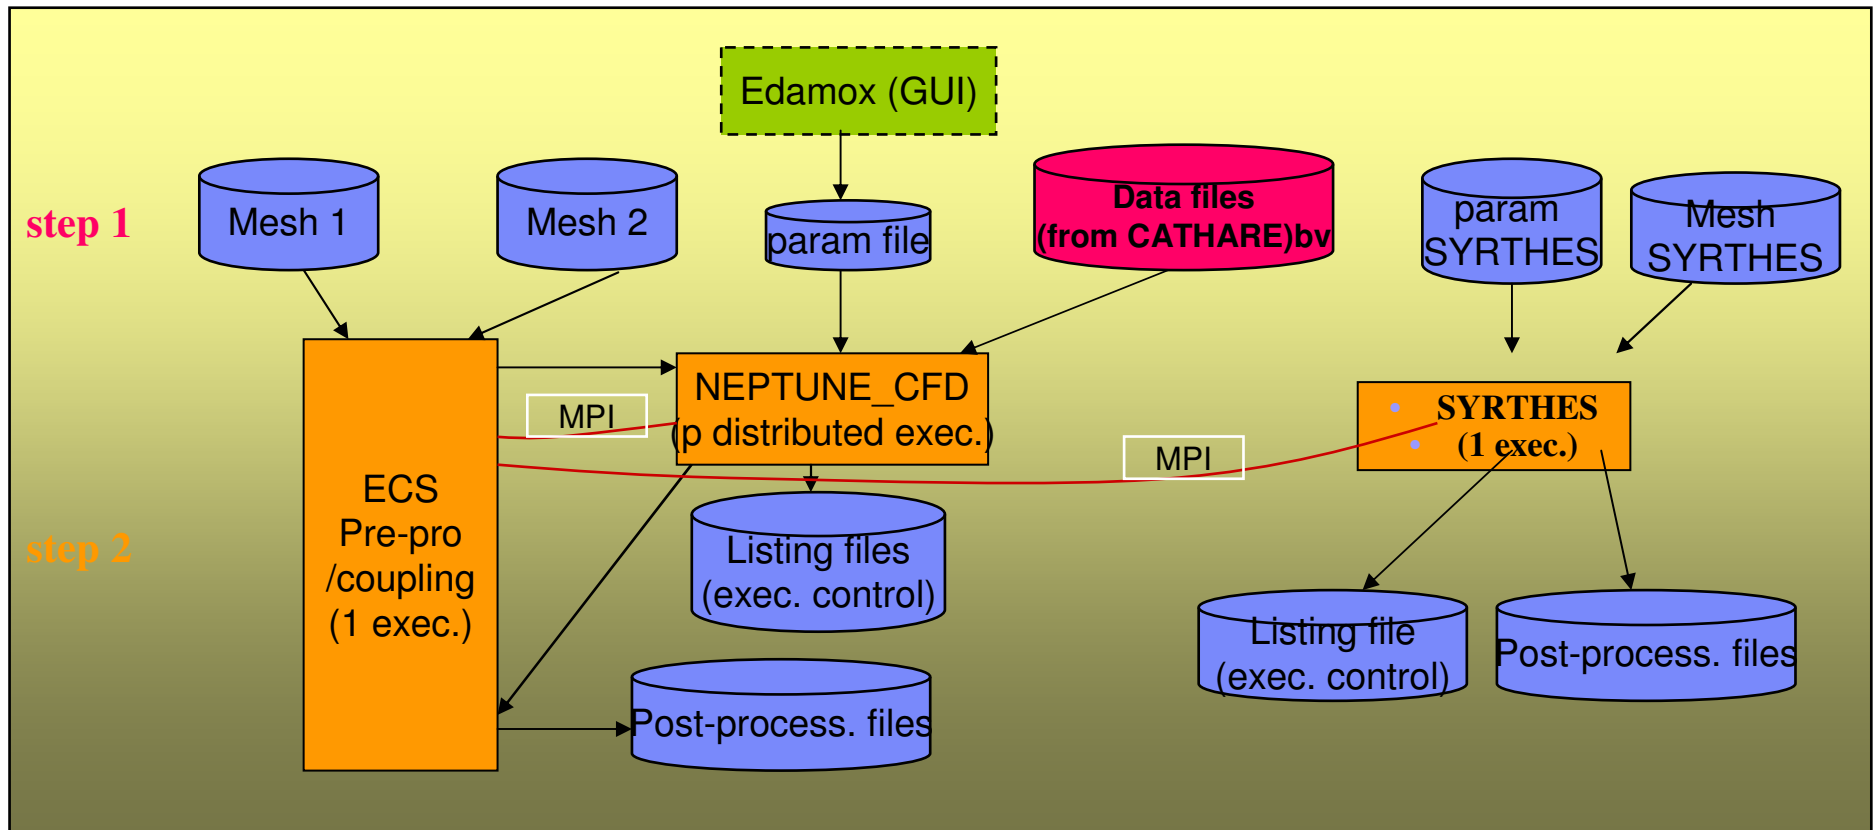 Edamox (GUI)
step 1
Mesh 1
Mesh 2
param file
Data files
(from CATHARE)bv
param
SYRTHES
Mesh
SYRTHES
NEPTUNE_CFD
(p distributed exec.)
MPI
MPI
• SYRTHES
• (1 exec.)
step 2
ECS
Pre-pro
/coupling
(1 exec.)
Listing files
(exec. control)
Post-process. files
Listing file
(exec. control)
Post-process. files